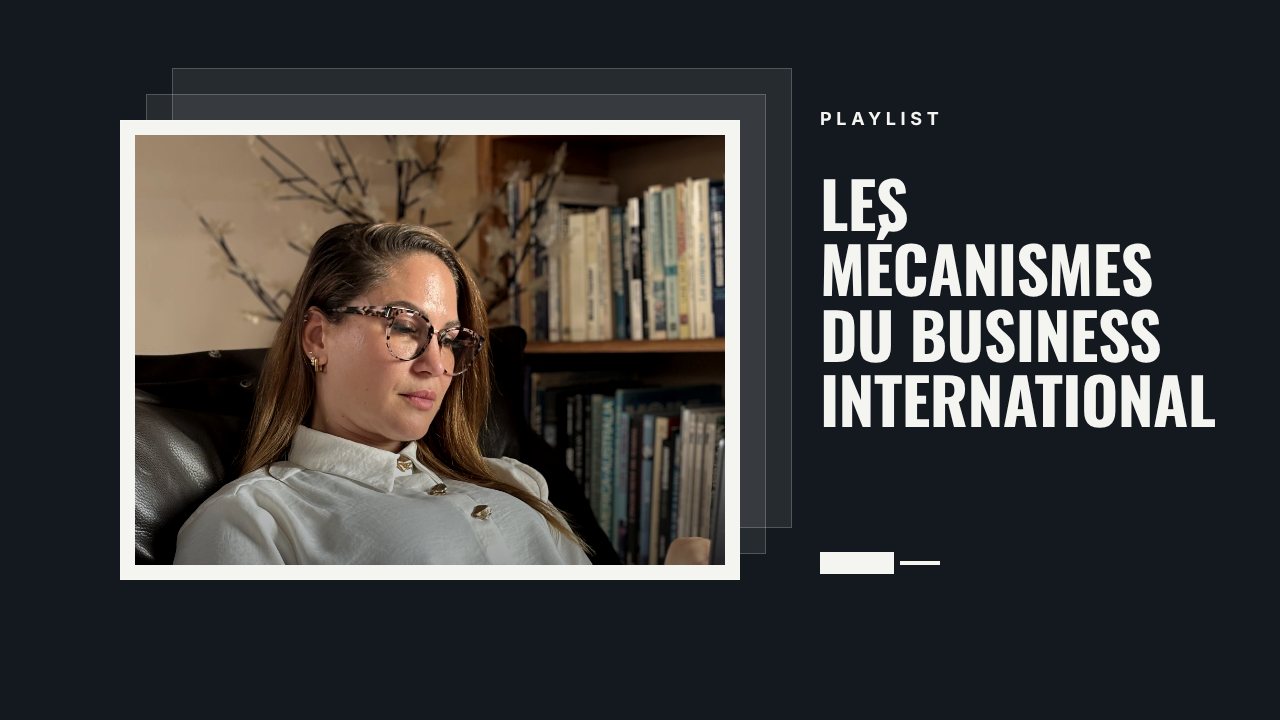 PLAYLIST
LES
MÉCANISMES
DU BUSINESS
INTERNATIONAL